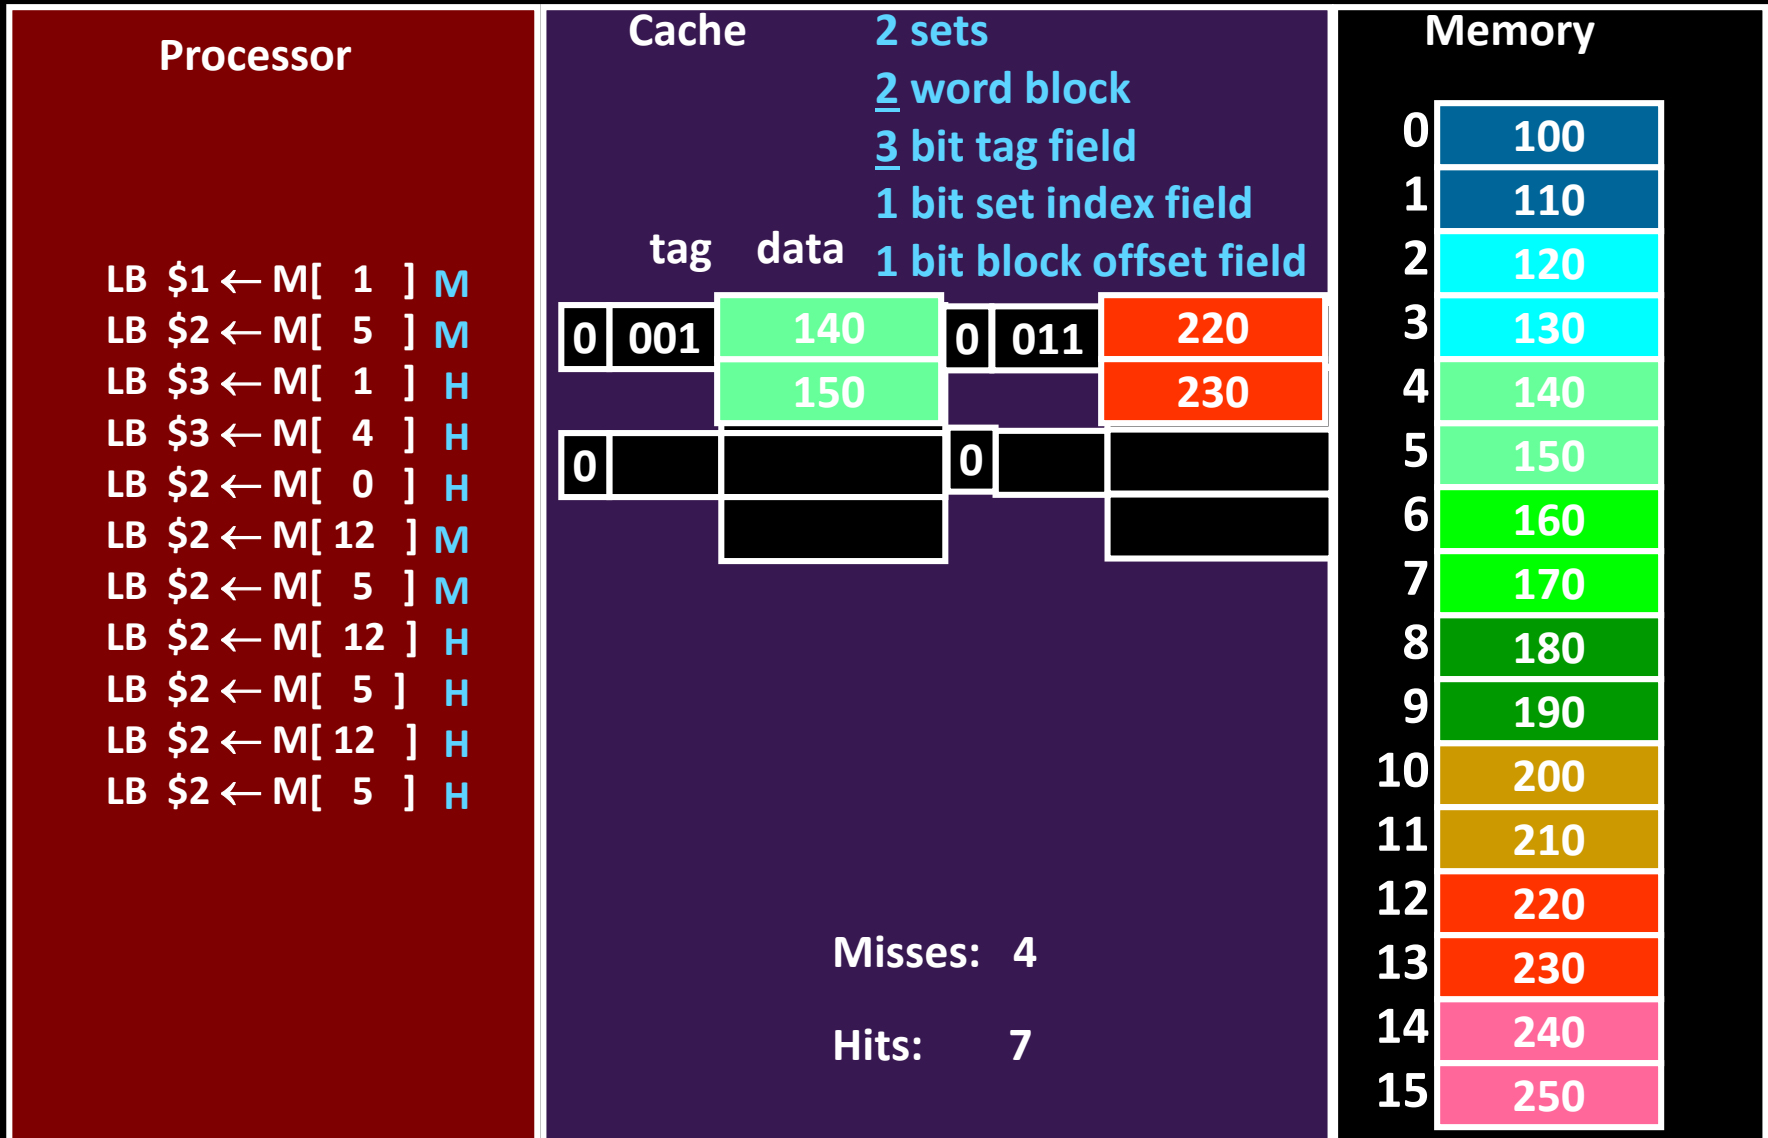 Processor
LB $1 ← M[ 1 ] M
LB $2 ← M[ 5 ] M
LB $3 ← M[ 1 ] H
LB $3 ← M[ 4 ] H
LB $2 ← M[ 0 ] H
LB $2 ← M[ 12 ] M
LB $2 ← M[ 5 ] M
LB $2 ← M[ 12 ] H
LB $2 ← M[ 5 ] H
LB $2 ← M[ 12 ] H
LB $2 ← M[ 5 ] H
Cache
2 sets
2 word block
3 bit tag field
1 bit set index field
1 bit block offset field
tag data
0 001 140 0 011 220
150 230
0 0
Misses: 4
Hits: 7
Memory
0 100
1 110
2 120
3 130
4 140
5 150
6 160
7 170
8 180
9 190
10 200
11 210
12 220
13 230
14 240
15 250